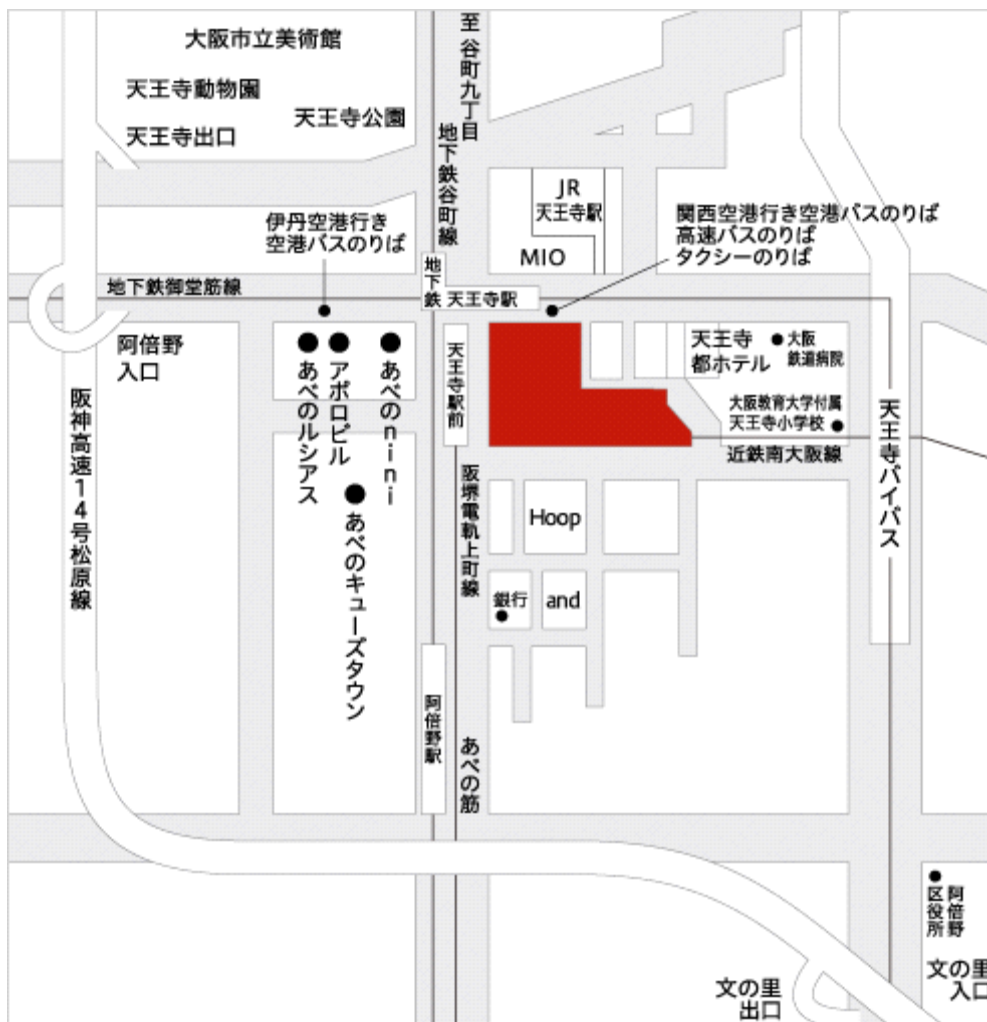 大阪市立美術館
天王寺動物園
天王寺公園
天王寺出口
至 谷町九丁目
地下鉄谷町線
JR
天王寺駅
MIO
伊丹空港行き
空港バスのりば
関西空港行き空港バスのりば
高速バスのりば
タクシーのりば
地下鉄御堂筋線
地下鉄
天王寺駅
阿倍野
入口
あべのルシアス
アポロビル
あべのnini
天王寺駅前
天王寺
都ホテル
大阪
鉄道病院
大阪教育大学付属
天王寺小学校
近鉄南大阪線
天王寺バイパス
阪神高速14号松原線
あべのキューズタウン
阪堺電軌上町線
Hoop
銀行
and
阿倍野駅
あべの筋
阿倍野
区役所
文の里
入口
文の里
出口